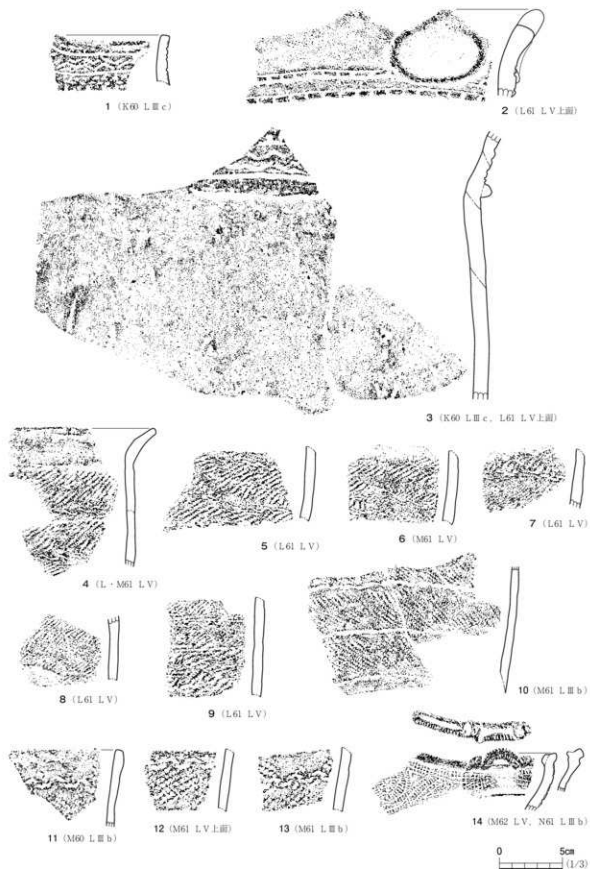 1 (K60 LⅢc)
2 (L61 LⅤ上面)
3 (K60 LⅢc、L61 LⅤ上面)
4 (L・M61 LⅤ)
5 (L61 LⅤ)
6 (M61 LⅤ)
7 (L61 LⅤ)
8 (L61 LⅤ)
9 (L61 LⅤ)
10 (M61 LⅢb)
11 (M60 LⅢb)
12 (M61 LⅤ上面)
13 (M61 LⅢb)
14 (M62 LⅤ、N61 LⅢb)
0 5㎝
(1/3)